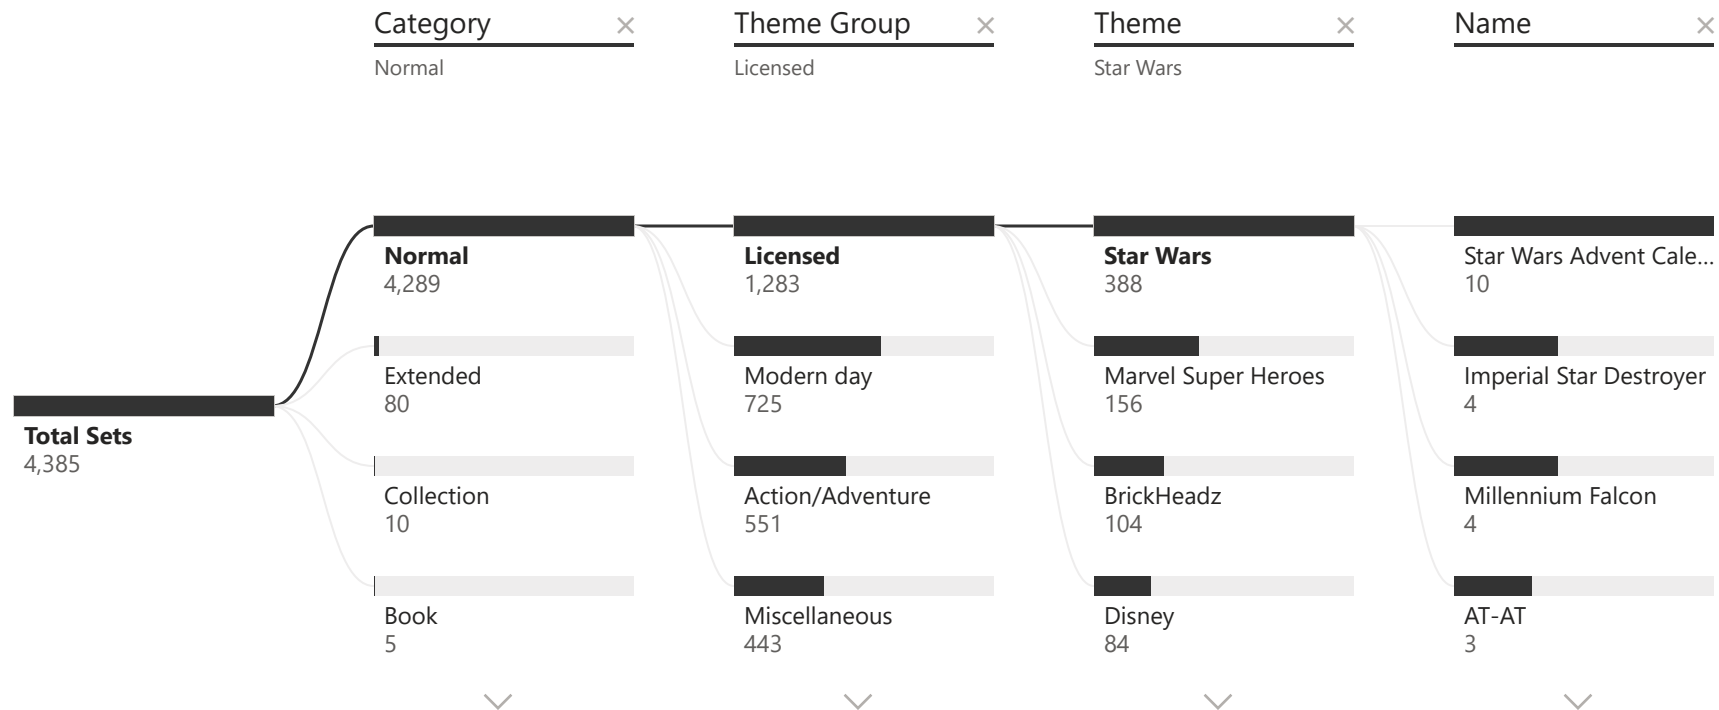 Category
Normal
Theme Group
Licensed
Theme
Star Wars
Name
Total Sets
4,385
Normal
4,289
Extended
80
Collection
10
Book
5
Licensed
1,283
Modern day
725
Action/Adventure
551
Miscellaneous
443
Star Wars
388
Marvel Super Heroes
156
BrickHeadz
104
Disney
84
Star Wars Advent Cale...
10
Imperial Star Destroyer
4
Millennium Falcon
4
AT-AT
3